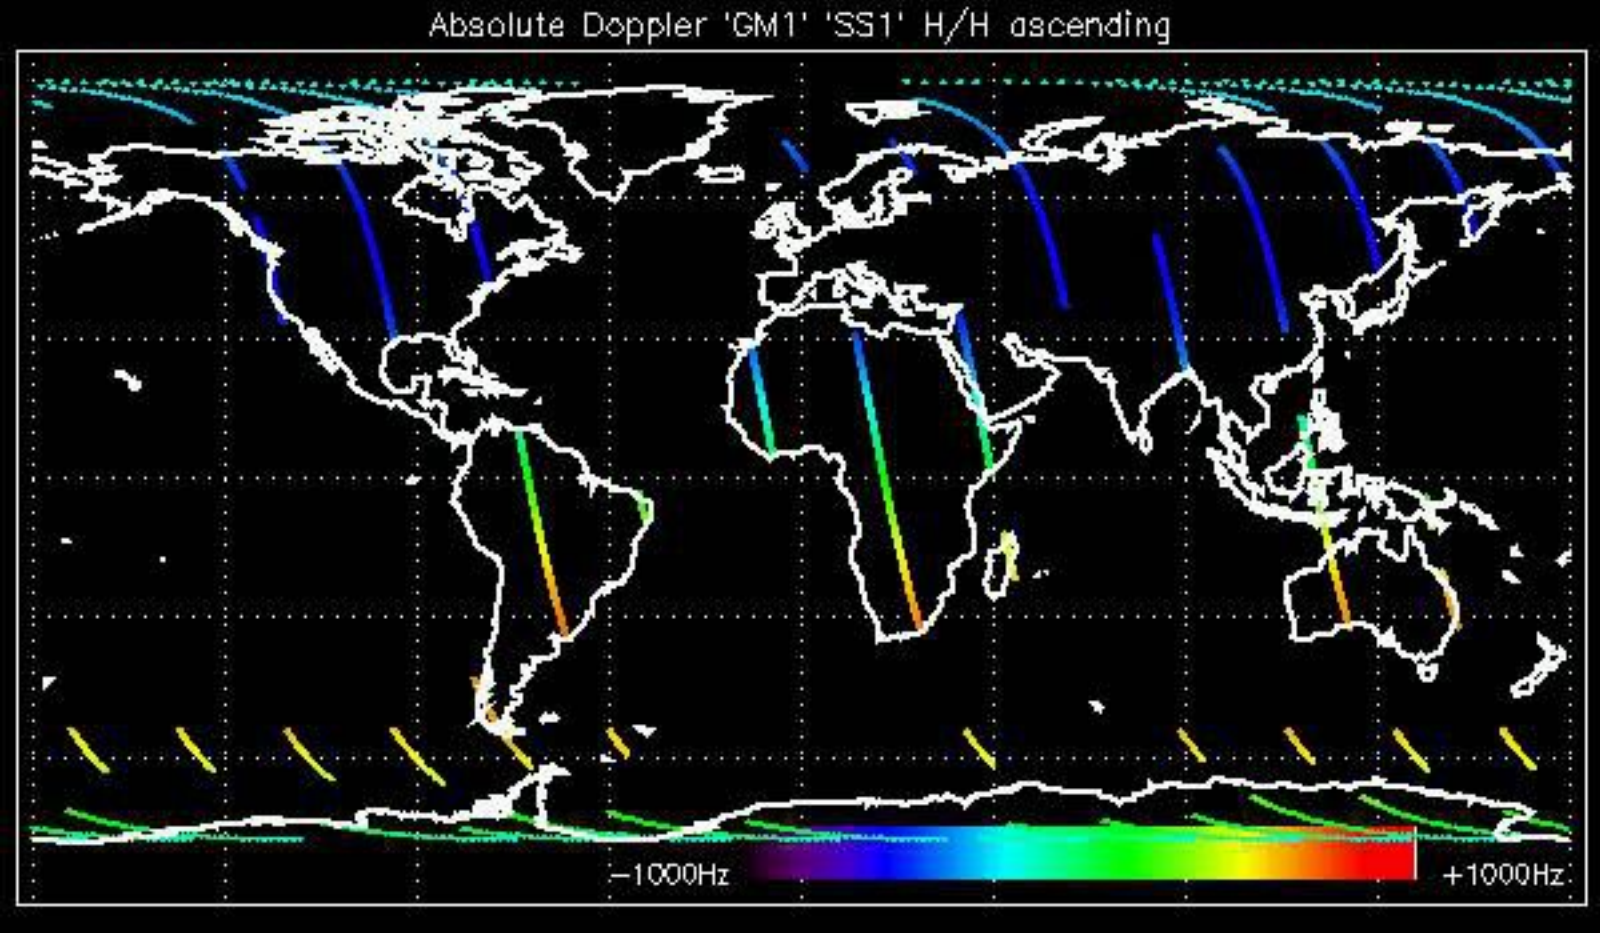 Absolute Doppler 'GM1' 'SS1' H/H ascending
−1000Hz +1000Hz